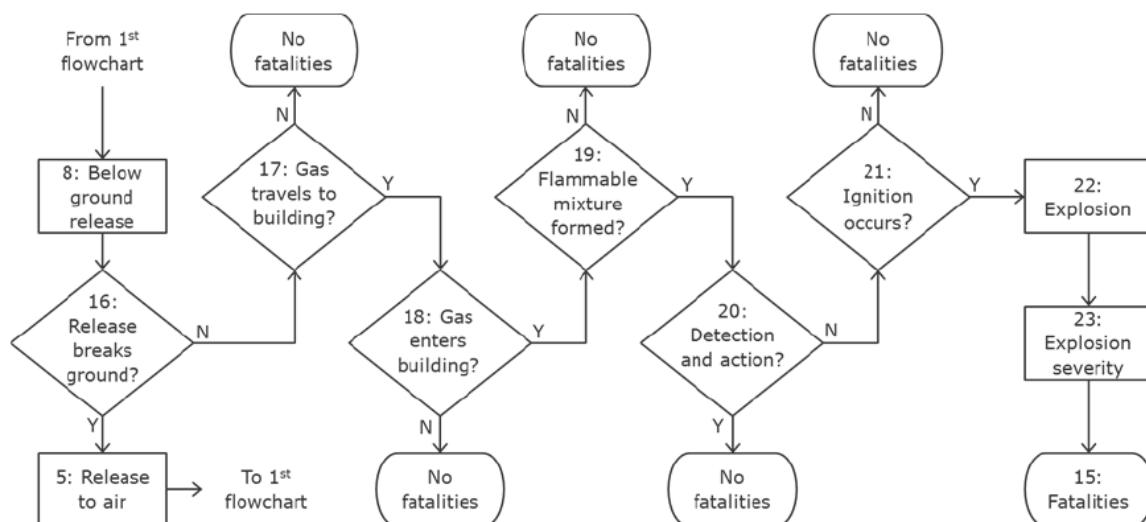 From 1st
flowchart
8: Below
ground
release
16:
Release
breaks
ground?
N
Y
5: Release
to air
To 1st
flowchart
No
fatalities
N
17: Gas
travels to
building?
Y
18: Gas
enters
building?
Y
N
No
fatalities
No
fatalities
N
19:
Flammable
mixture
formed?
Y
20:
Detection
and action?
N
Y
No
fatalities
No
fatalities
N
21:
Ignition
occurs?
Y
22:
Explosion
23:
Explosion
severity
15:
Fatalities